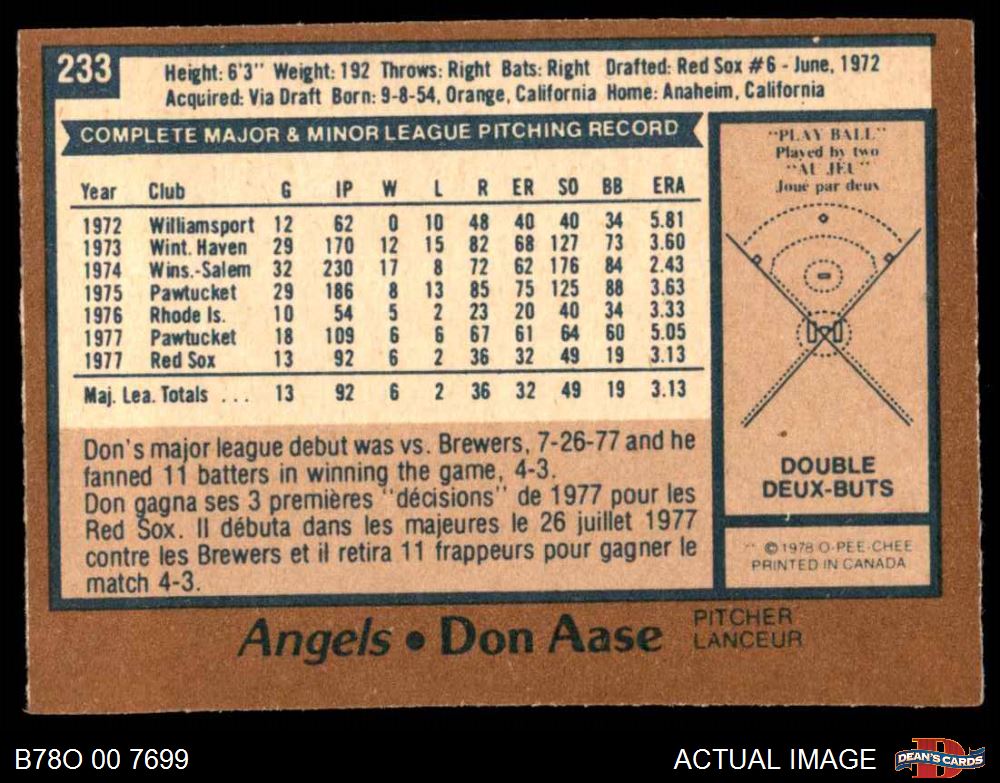 233
Height: 6'3" Weight: 192 Throws: Right Bats: Right Drafted: Red Sox #6 - June, 1972
Acquired: Via Draft Born: 9-8-54, Orange, California Home: Anaheim, California
COMPLETE MAJOR & MINOR LEAGUE PITCHING RECORD
Year Club G IP W L R ER SO BB ERA
1972 Williamsport 12 62 0 10 48 40 40 34 5.81
1973 Wint. Haven 29 170 12 15 82 68 127 73 3.60
1974 Wins.-Salem 32 230 17 8 72 62 176 84 2.43
1975 Pawtucket 29 186 8 13 85 75 125 88 3.63
1976 Rhode Is. 10 54 5 2 23 20 40 34 3.33
1977 Pawtucket 18 109 6 6 67 61 64 60 5.05
1977 Red Sox 13 92 6 2 36 32 49 19 3.13
Maj. Lea. Totals ... 13 92 6 2 36 32 49 19 3.13
Don's major league debut was vs. Brewers, 7-26-77 and he
fanned 11 batters in winning the game, 4-3.
Don gagna ses 3 premières "décisions" de 1977 pour les
Red Sox. Il débuta dans les majeures le 26 juillet 1977
contre les Brewers et il retira 11 frappeurs pour gagner le
match 4-3.
"PLAY BALL"
Played by two
"AU JEU"
Joué par deux
DOUBLE
DEUX-BUTS
© 1978 O-PEE-CHEE
PRINTED IN CANADA
Angels • Don Aase
PITCHER
LANCEUR
B78O 00 7699
ACTUAL IMAGE
D
DEAN'S CARDS